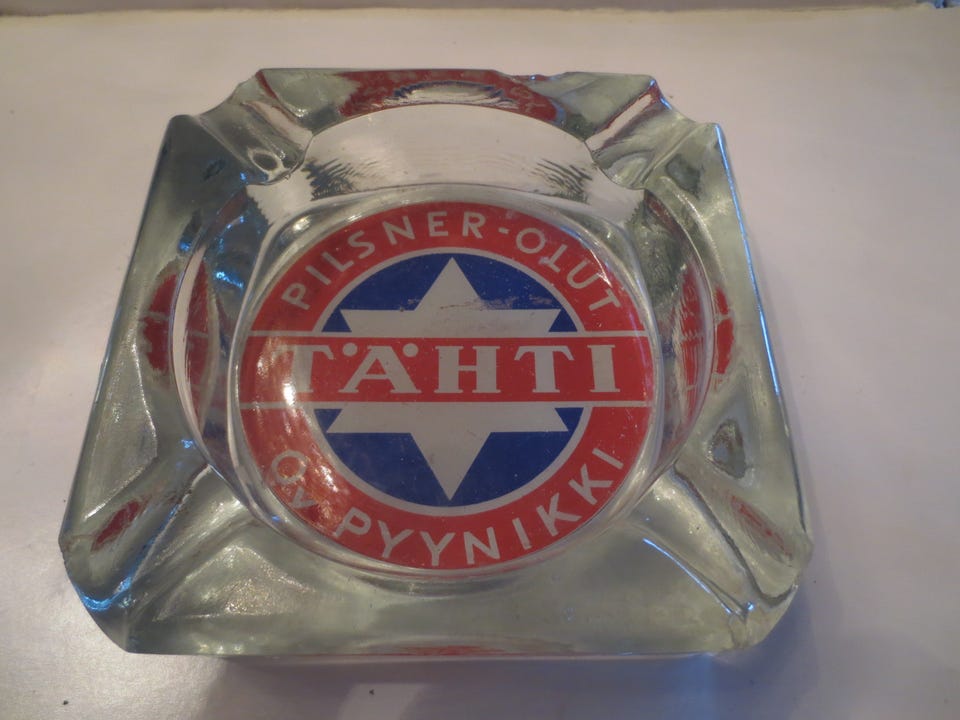 PILSNER-OLUT
TÄHTI
Oy PYYNIKKI